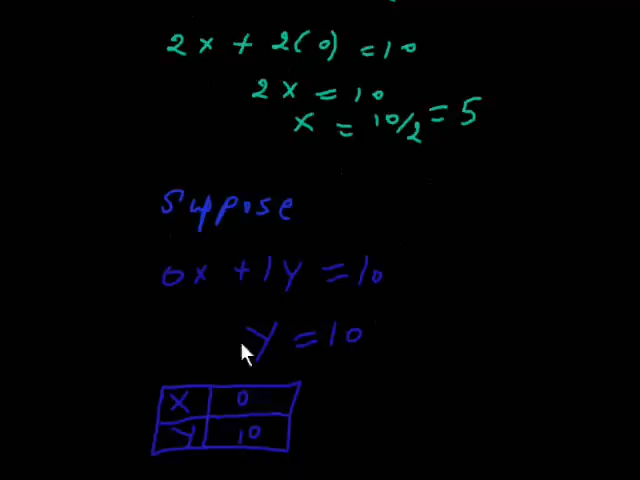 2x + 2(0) = 10
2x = 10
x = 10/2 = 5
Suppose
0x + 1y = 10
y = 10
X 0
Y 10